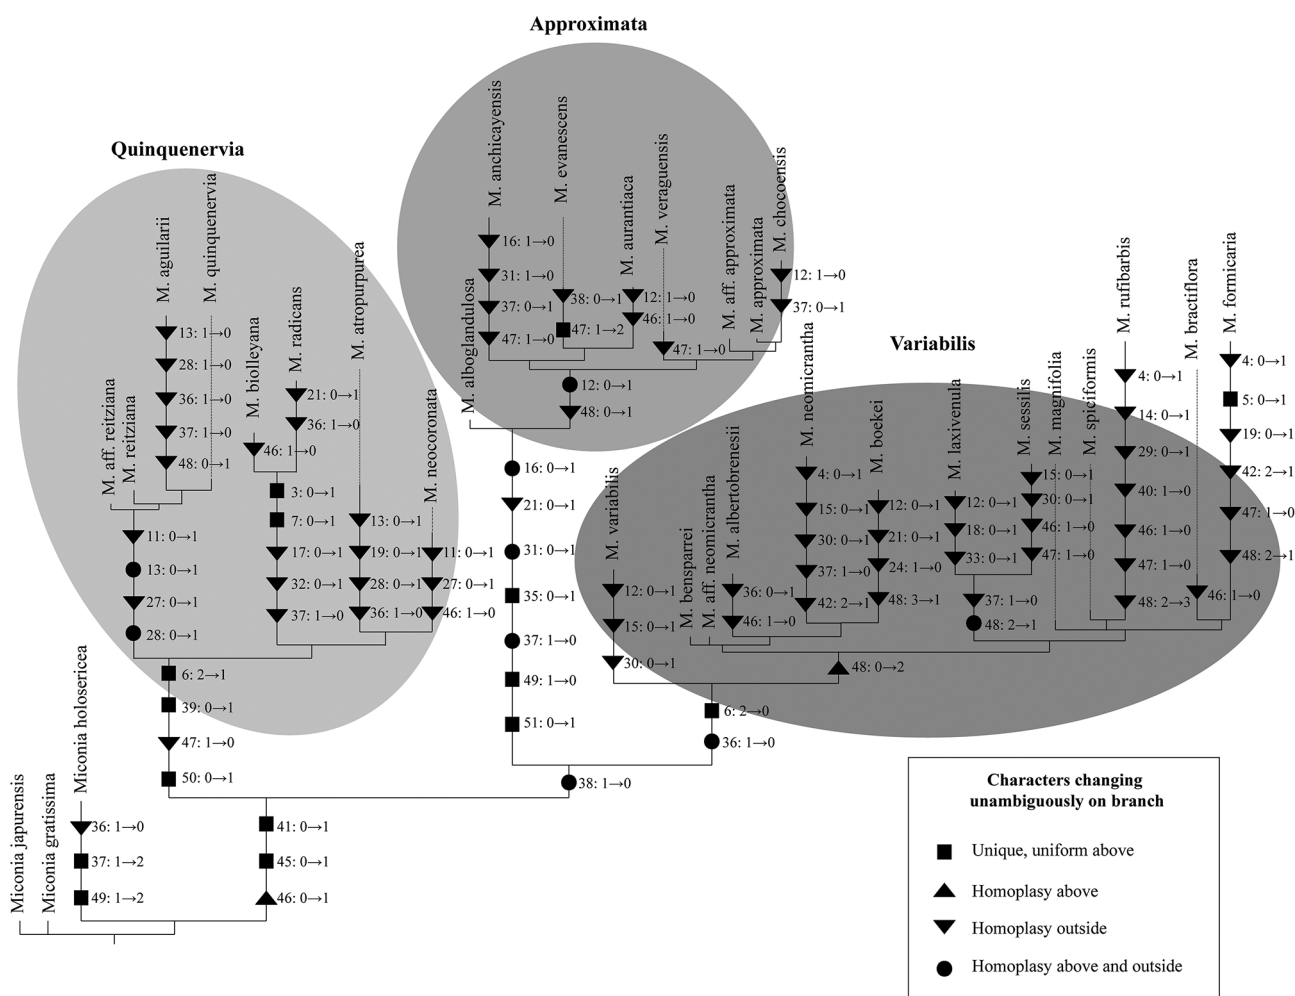 Approximata
Quinquenervia
Variabilis
Miconia japurensis
Miconia gratissima
Miconia holosericea
36: 1→0
37: 1→2
49: 1→2
41: 0→1
45: 0→1
46: 0→1
M. aff. reitziana
M. reitziana
M. aguilarii
13: 1→0
28: 1→0
36: 1→0
37: 1→0
48: 0→1
M. quinquenervia
11: 0→1
13: 0→1
27: 0→1
28: 0→1
M. biolleyana
46: 1→0
M. radicans
21: 0→1
36: 1→0
3: 0→1
7: 0→1
17: 0→1
32: 0→1
37: 1→0
M. atropurpurea
13: 0→1
19: 0→1
28: 0→1
36: 1→0
M. neocoronata
11: 0→1
27: 0→1
46: 1→0
6: 2→1
39: 0→1
47: 1→0
50: 0→1
M. alboglandulosa
M. anchicayensis
16: 1→0
31: 1→0
37: 0→1
47: 1→0
M. evanescens
38: 0→1
47: 1→2
M. aurantiaca
12: 1→0
46: 1→0
M. veraguensis
47: 1→0
M. aff. approximata
M. approximata
M. chocoensis
12: 1→0
37: 0→1
12: 0→1
48: 0→1
16: 0→1
21: 0→1
31: 0→1
35: 0→1
37: 1→0
49: 1→0
51: 0→1
38: 1→0
M. variabilis
12: 0→1
15: 0→1
30: 0→1
M. bensparrei
M. aff. neomicrantha
M. albertobrenesii
36: 0→1
46: 1→0
M. neomicrantha
4: 0→1
15: 0→1
30: 0→1
37: 1→0
42: 2→1
M. boekei
12: 0→1
21: 0→1
24: 1→0
48: 3→1
M. laxivenula
12: 0→1
18: 0→1
33: 0→1
M. sessilis
15: 0→1
30: 0→1
46: 1→0
47: 1→0
37: 1→0
48: 2→1
M. magnifolia
M. spiciformis
M. rufibarbis
4: 0→1
14: 0→1
29: 0→1
40: 1→0
46: 1→0
47: 1→0
48: 2→3
M. bractiflora
46: 1→0
M. formicaria
4: 0→1
5: 0→1
19: 0→1
42: 2→1
47: 1→0
48: 2→1
48: 0→2
6: 2→0
36: 1→0
Characters changing
unambiguously on branch
Unique, uniform above
Homoplasy above
Homoplasy outside
Homoplasy above and outside